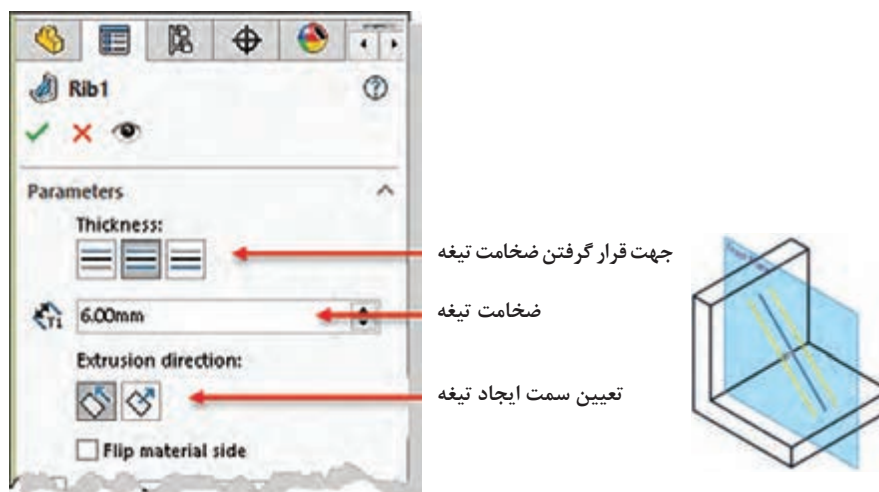 Rib1
Parameters
Thickness:
جهت قرار گرفتن ضخامت تیغه
6.00mm
ضخامت تیغه
Extrusion direction:
تعیین سمت ایجاد تیغه
Flip material side